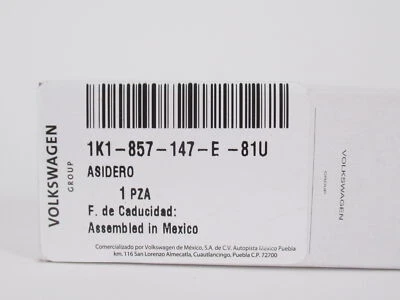 VOLKSWAGEN
GROUP
1K1-857-147-E -81U
ASIDERO
1 PZA
F. de Caducidad:
Assembled in Mexico
Comercializado por Volkswagen de México, S.A. de C.V. Autopista México Puebla
km. 116 San Lorenzo Almecatla, Cuautlancingo, Puebla C.P. 72700
VOLKSWAGEN
GROUP